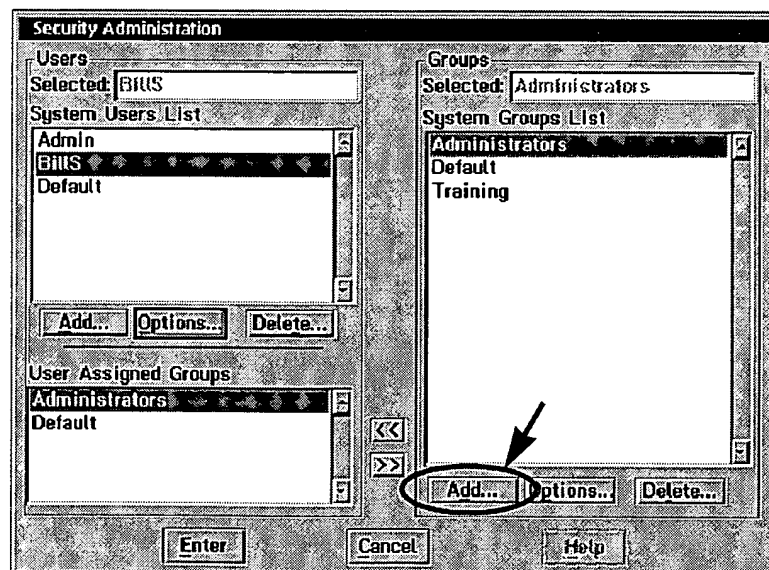 Security Administration
Users
Selected: BillS
System Users List
Admin
BillS
Default
Add... Options... Delete...
User Assigned Groups
Administrators
Default
<<
>>
Groups
Selected: Administrators
System Groups List
Administrators
Default
Training
Add... Options... Delete...
Enter Cancel Help